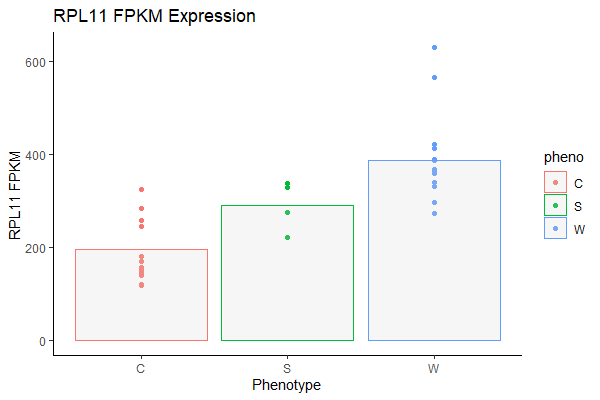 RPL11 FPKM Expression
RPL11 FPKM
600
400
200
0
C
S
W
Phenotype
pheno
C
S
W